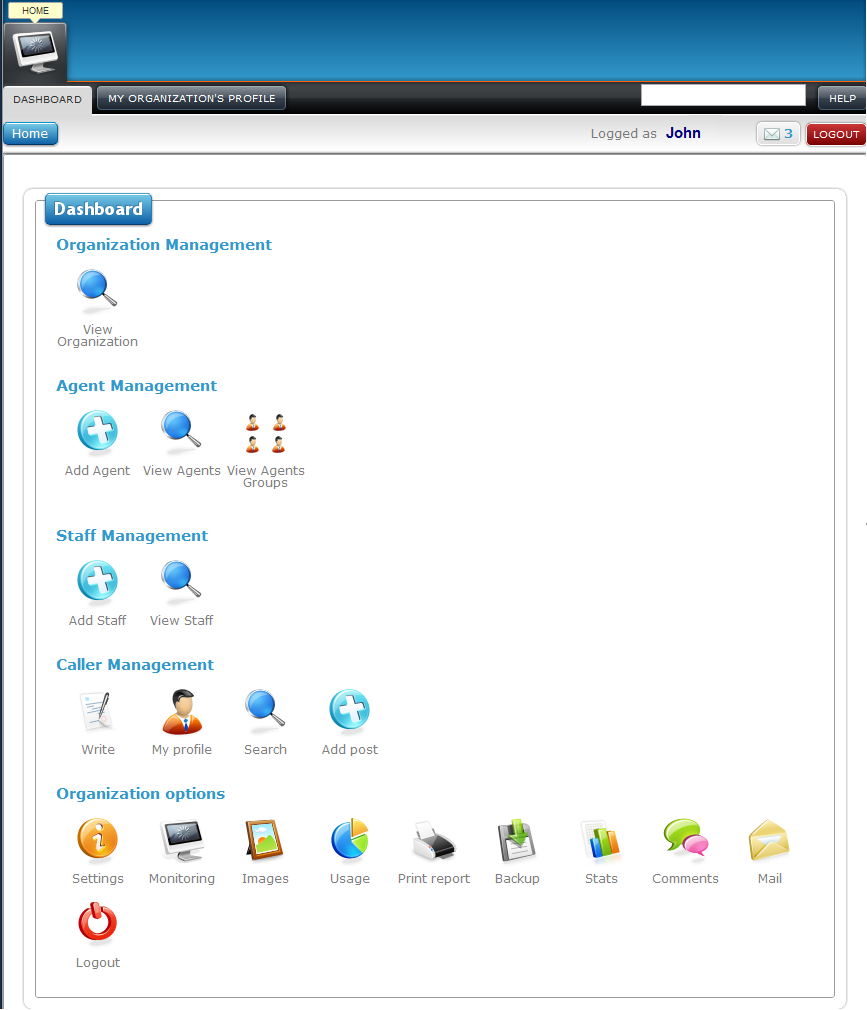 HOME
DASHBOARD MY ORGANIZATION'S PROFILE HELP
Home Logged as John 3 LOGOUT
Dashboard
Organization Management
View
Organization
Agent Management
Add Agent View Agents View Agents
Groups
Staff Management
Add Staff View Staff
Caller Management
Write My profile Search Add post
Organization options
Settings Monitoring Images Usage Print report Backup Stats Comments Mail
Logout